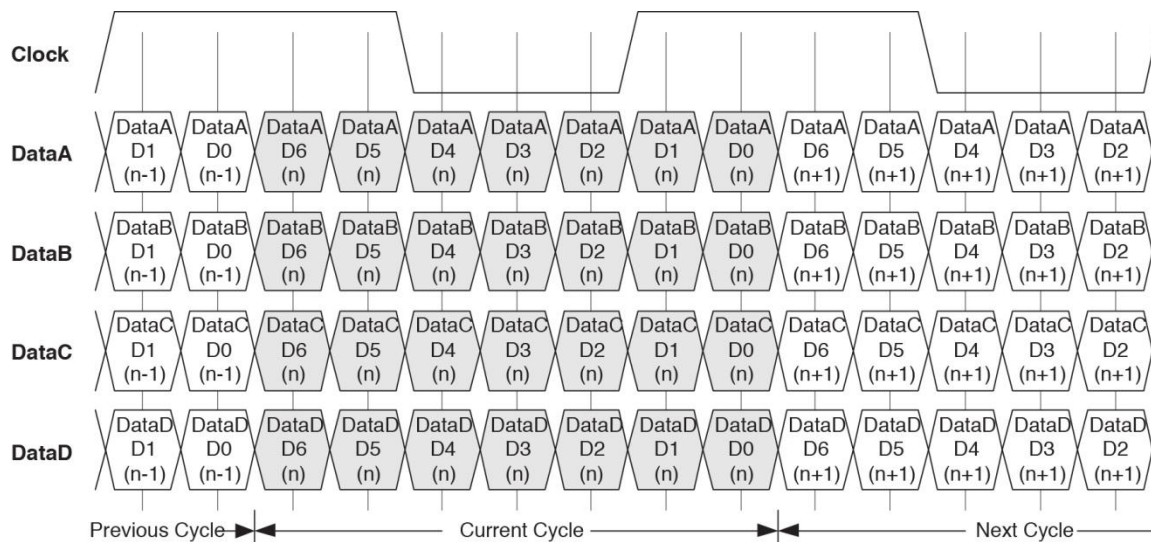 Clock
DataA DataA DataA DataA DataA DataA DataA DataA DataA DataA DataA DataA DataA DataA
DataA D1 D0 D6 D5 D4 D3 D2 D1 D0 D6 D5 D4 D3 D2
(n-1) (n-1) (n) (n) (n) (n) (n) (n) (n) (n+1) (n+1) (n+1) (n+1) (n+1)
DataB DataB DataB DataB DataB DataB DataB DataB DataB DataB DataB DataB DataB DataB
DataB D1 D0 D6 D5 D4 D3 D2 D1 D0 D6 D5 D4 D3 D2
(n-1) (n-1) (n) (n) (n) (n) (n) (n) (n) (n+1) (n+1) (n+1) (n+1) (n+1)
DataC DataC DataC DataC DataC DataC DataC DataC DataC DataC DataC DataC DataC DataC
DataC D1 D0 D6 D5 D4 D3 D2 D1 D0 D6 D5 D4 D3 D2
(n-1) (n-1) (n) (n) (n) (n) (n) (n) (n) (n+1) (n+1) (n+1) (n+1) (n+1)
DataD DataD DataD DataD DataD DataD DataD DataD DataD DataD DataD DataD DataD DataD
DataD D1 D0 D6 D5 D4 D3 D2 D1 D0 D6 D5 D4 D3 D2
(n-1) (n-1) (n) (n) (n) (n) (n) (n) (n) (n+1) (n+1) (n+1) (n+1) (n+1)
Previous Cycle Current Cycle Next Cycle